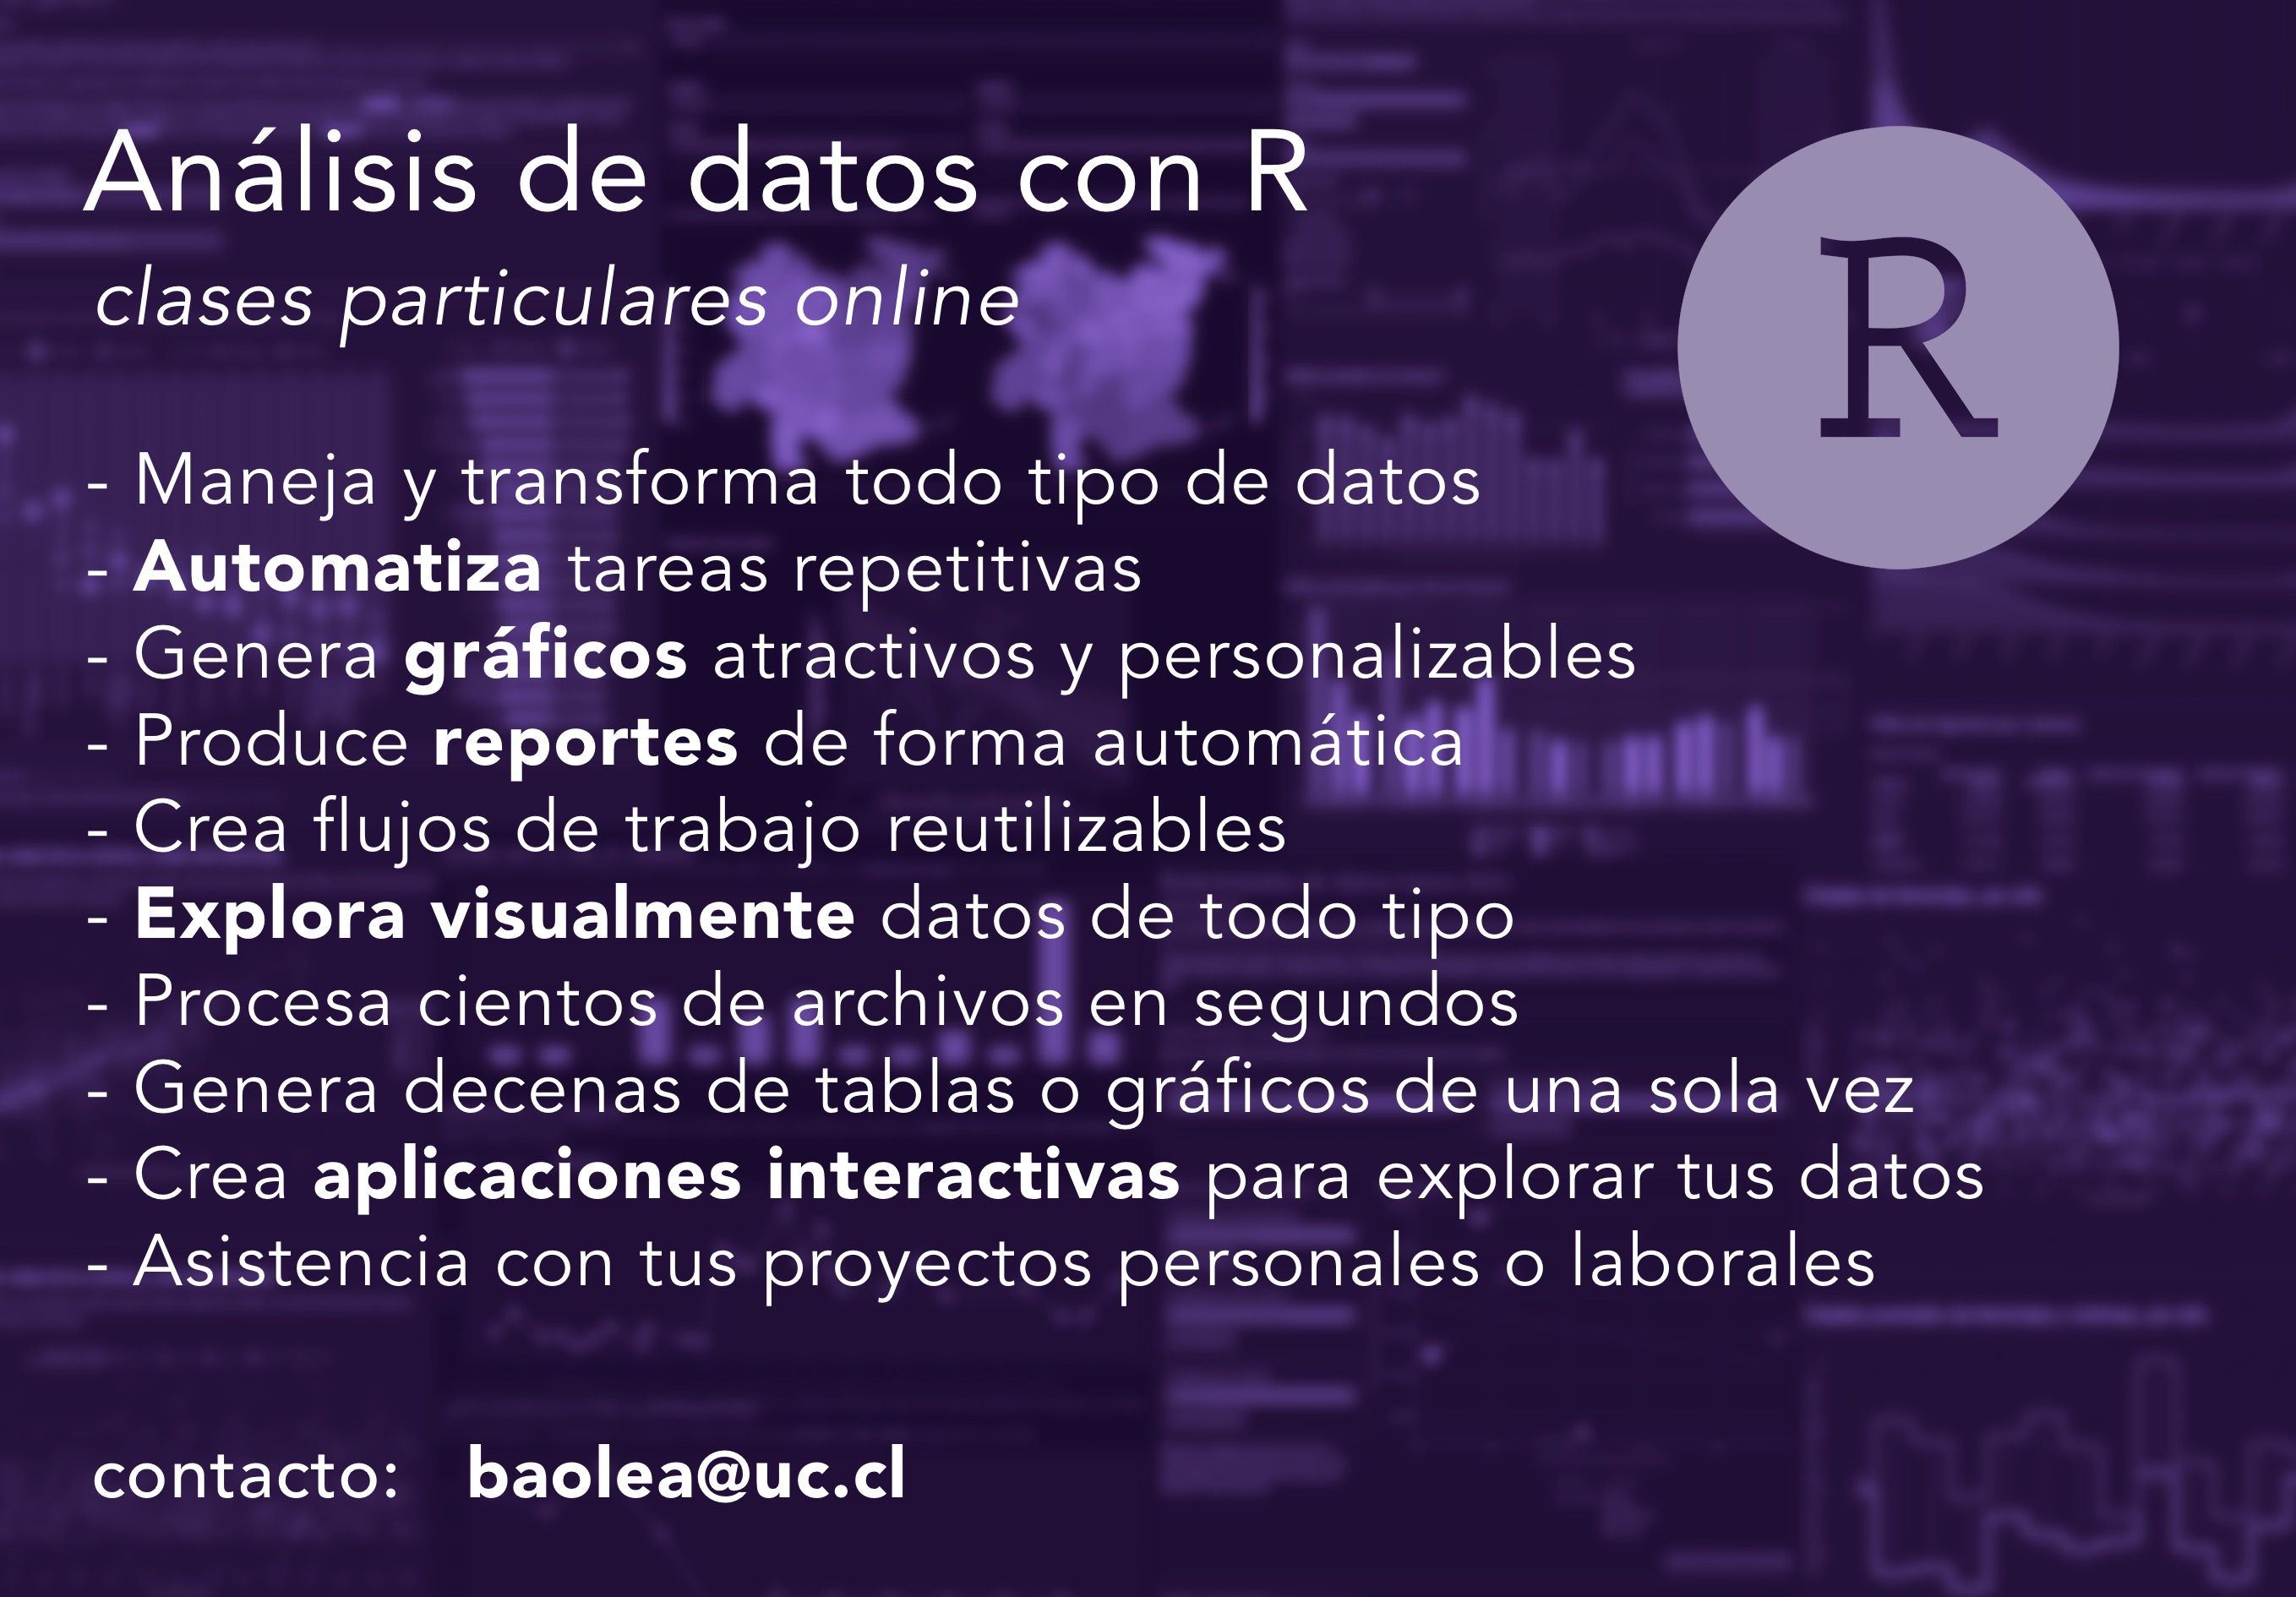 Análisis de datos con R
clases particulares online
R
- Maneja y transforma todo tipo de datos
- Automatiza tareas repetitivas
- Genera gráficos atractivos y personalizables
- Produce reportes de forma automática
- Crea flujos de trabajo reutilizables
- Explora visualmente datos de todo tipo
- Procesa cientos de archivos en segundos
- Genera decenas de tablas o gráficos de una sola vez
- Crea aplicaciones interactivas para explorar tus datos
- Asistencia con tus proyectos personales o laborales
contacto: baolea@uc.cl